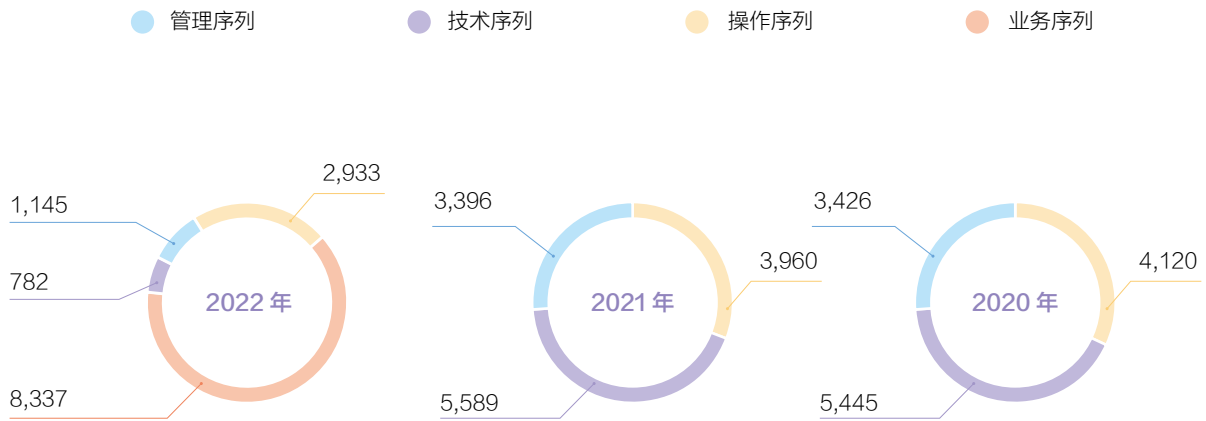 管理序列 技术序列 操作序列 业务序列
2,933
1,145
782
8,337
2022 年
3,396
3,960
5,589
2021 年
3,426
4,120
5,445
2020 年